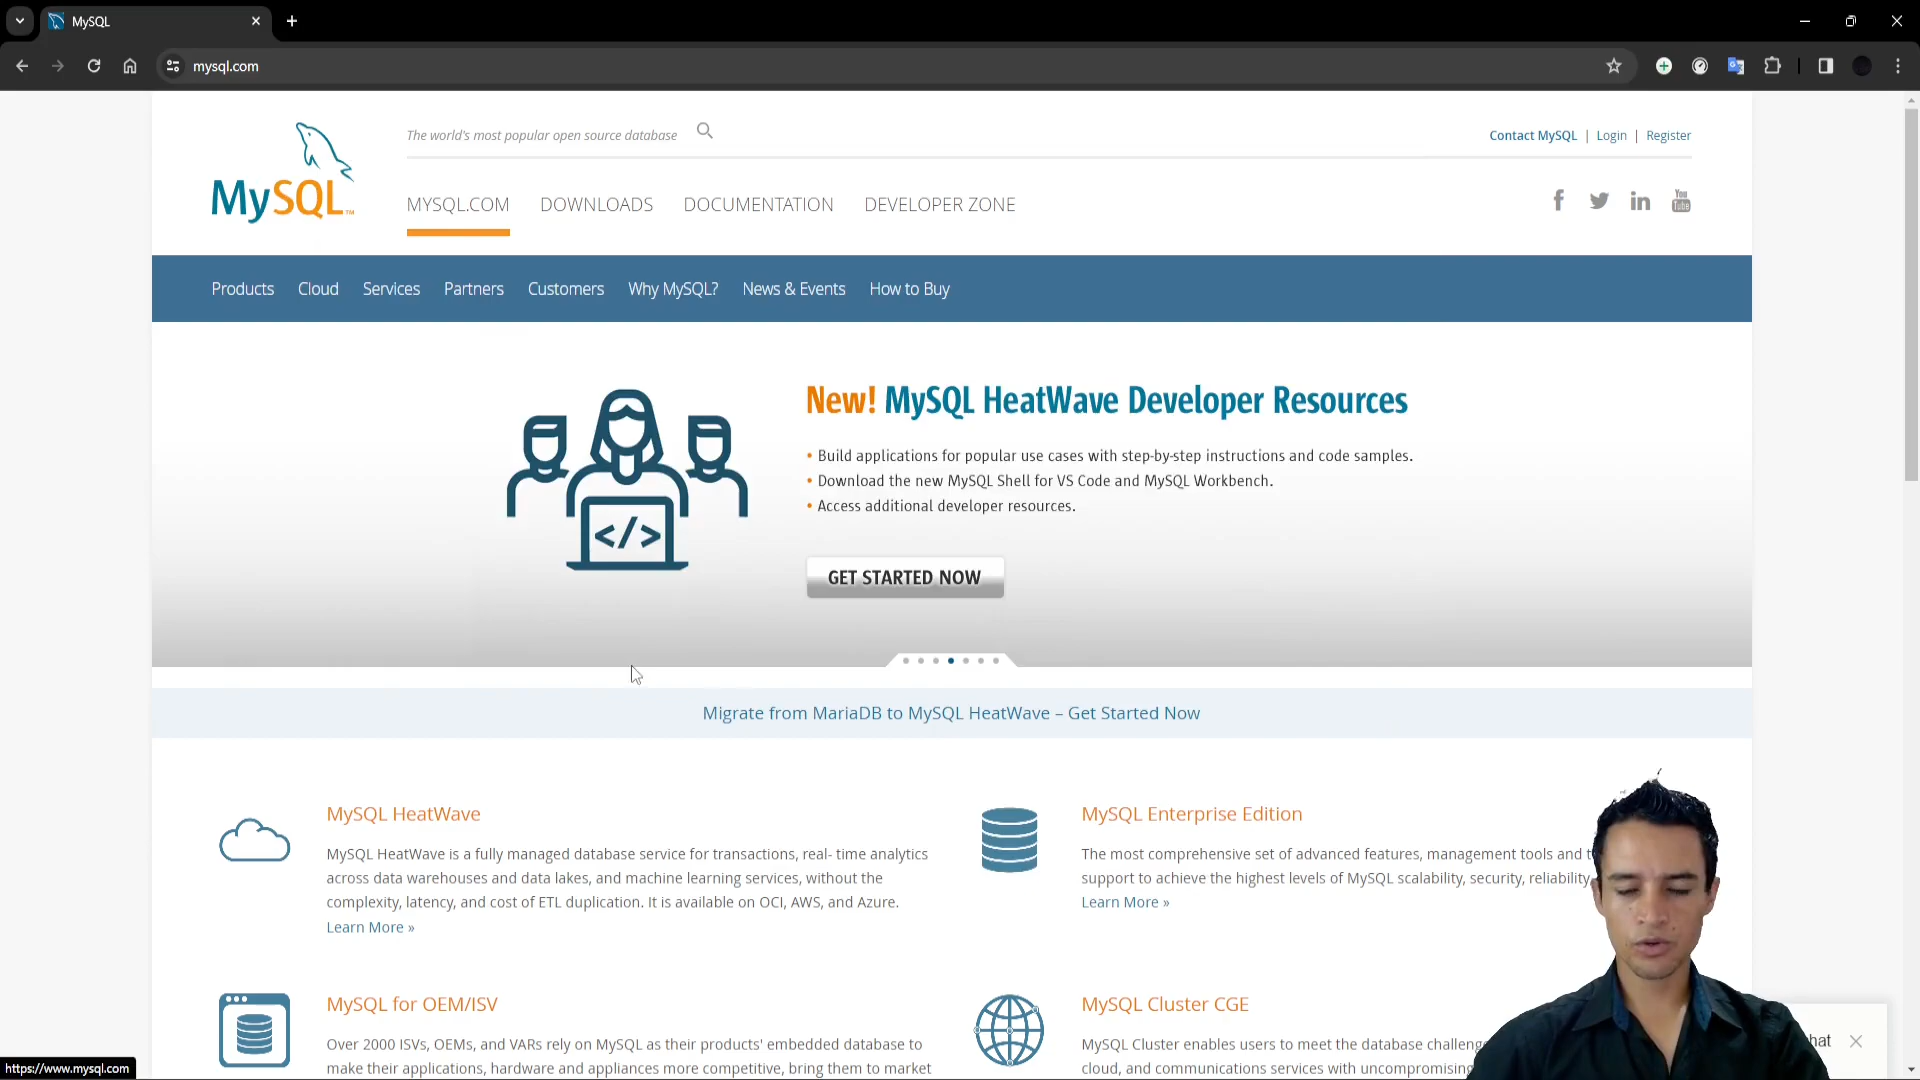 MySQL
mysql.com
The world's most popular open source database
Contact MySQL | Login | Register
MySQL™
MYSQL.COM DOWNLOADS DOCUMENTATION DEVELOPER ZONE
f in You Tube
Products Cloud Services Partners Customers Why MySQL? News & Events How to Buy
New! MySQL HeatWave Developer Resources
• Build applications for popular use cases with step-by-step instructions and code samples.
• Download the new MySQL Shell for VS Code and MySQL Workbench.
• Access additional developer resources.
</>
GET STARTED NOW
Migrate from MariaDB to MySQL HeatWave – Get Started Now
MySQL HeatWave
MySQL HeatWave is a fully managed database service for transactions, real- time analytics
across data warehouses and data lakes, and machine learning services, without the
complexity, latency, and cost of ETL duplication. It is available on OCI, AWS, and Azure.
Learn More »
MySQL Enterprise Edition
The most comprehensive set of advanced features, management tools and
support to achieve the highest levels of MySQL scalability, security, reliability,
Learn More »
MySQL for OEM/ISV
Over 2000 ISVs, OEMs, and VARs rely on MySQL as their products' embedded database to
make their applications, hardware and appliances more competitive, bring them to market
MySQL Cluster CGE
MySQL Cluster enables users to meet the database
cloud, and communications services with
hat
https://www.mysql.com